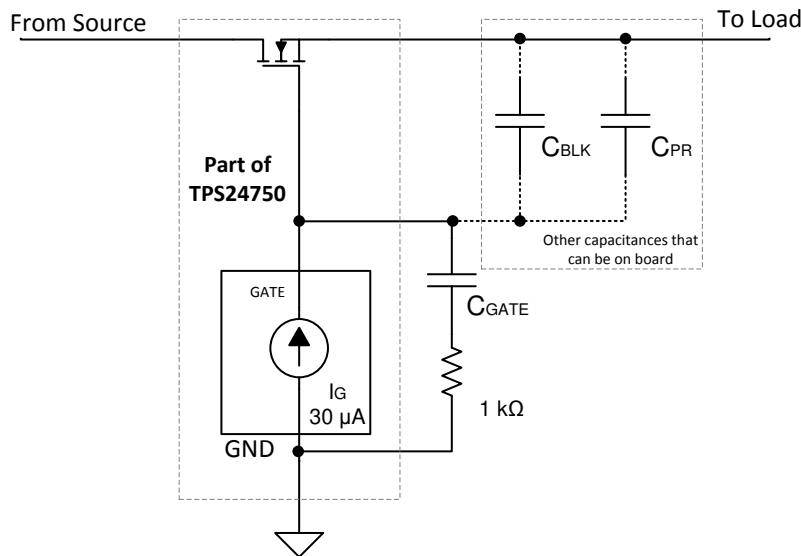 From Source
To Load
CBLK
CPR
Part of
TPS24750
Other capacitances that
can be on board
GATE
CGATE
IG
30 µA
1 kΩ
GND